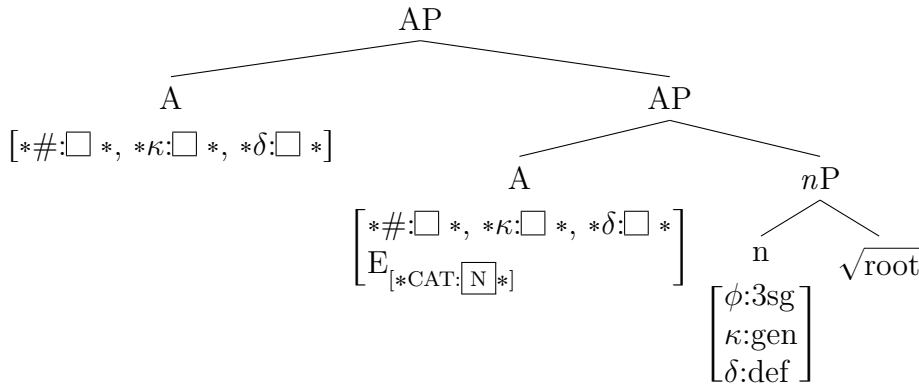 AP
A AP
[∗#:□ ∗, ∗κ:□ ∗, ∗δ:□ ∗]
A nP
[∗#:□ ∗, ∗κ:□ ∗, ∗δ:□ ∗
E[∗CAT:N∗]]
n √root
[ϕ:3sg
κ:gen
δ:def]